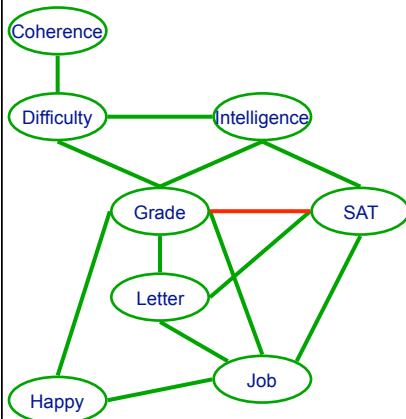 Coherence
Difficulty
Intelligence
Grade
SAT
Letter
Job
Happy